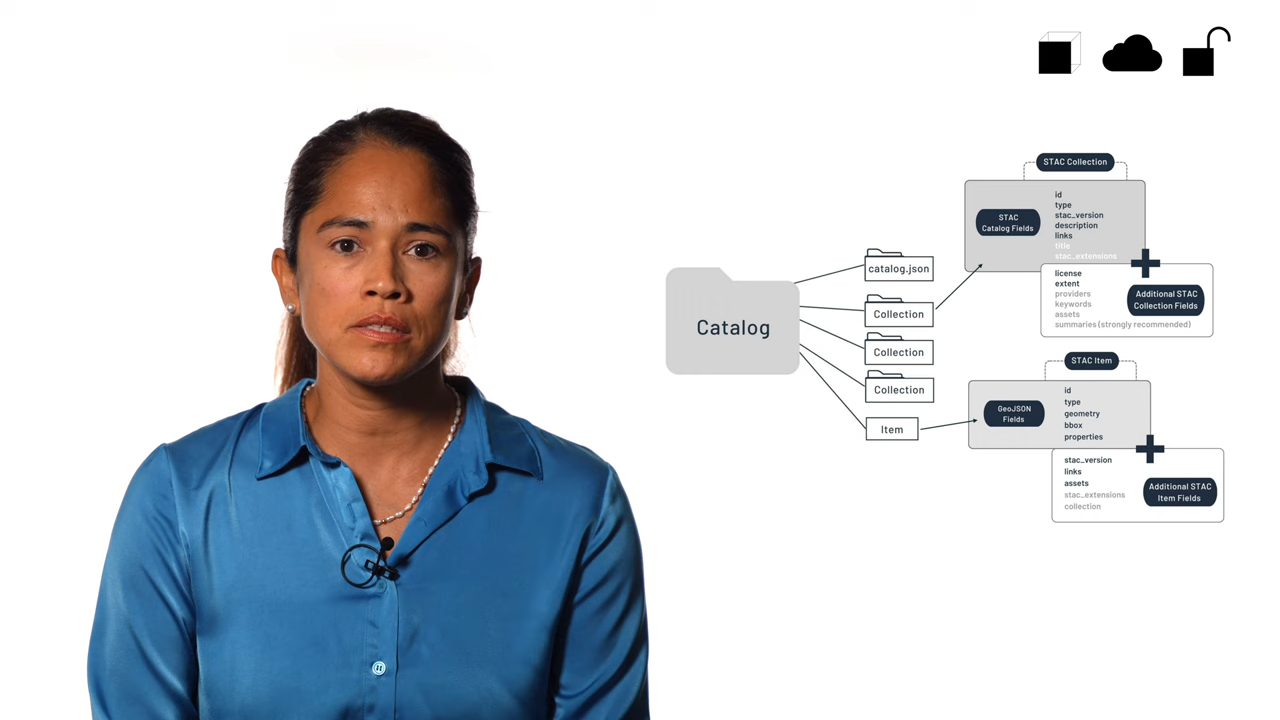 Catalog
catalog.json
Collection
Collection
Collection
Item
STAC Collection
STAC
Catalog Fields
id
type
stac_version
description
links
title
stac_extensions
license
extent
providers
keywords
assets
summaries (strongly recommended)
Additional STAC
Collection Fields
STAC Item
GeoJSON
Fields
id
type
geometry
bbox
properties
stac_version
links
assets
stac_extensions
collection
Additional STAC
Item Fields